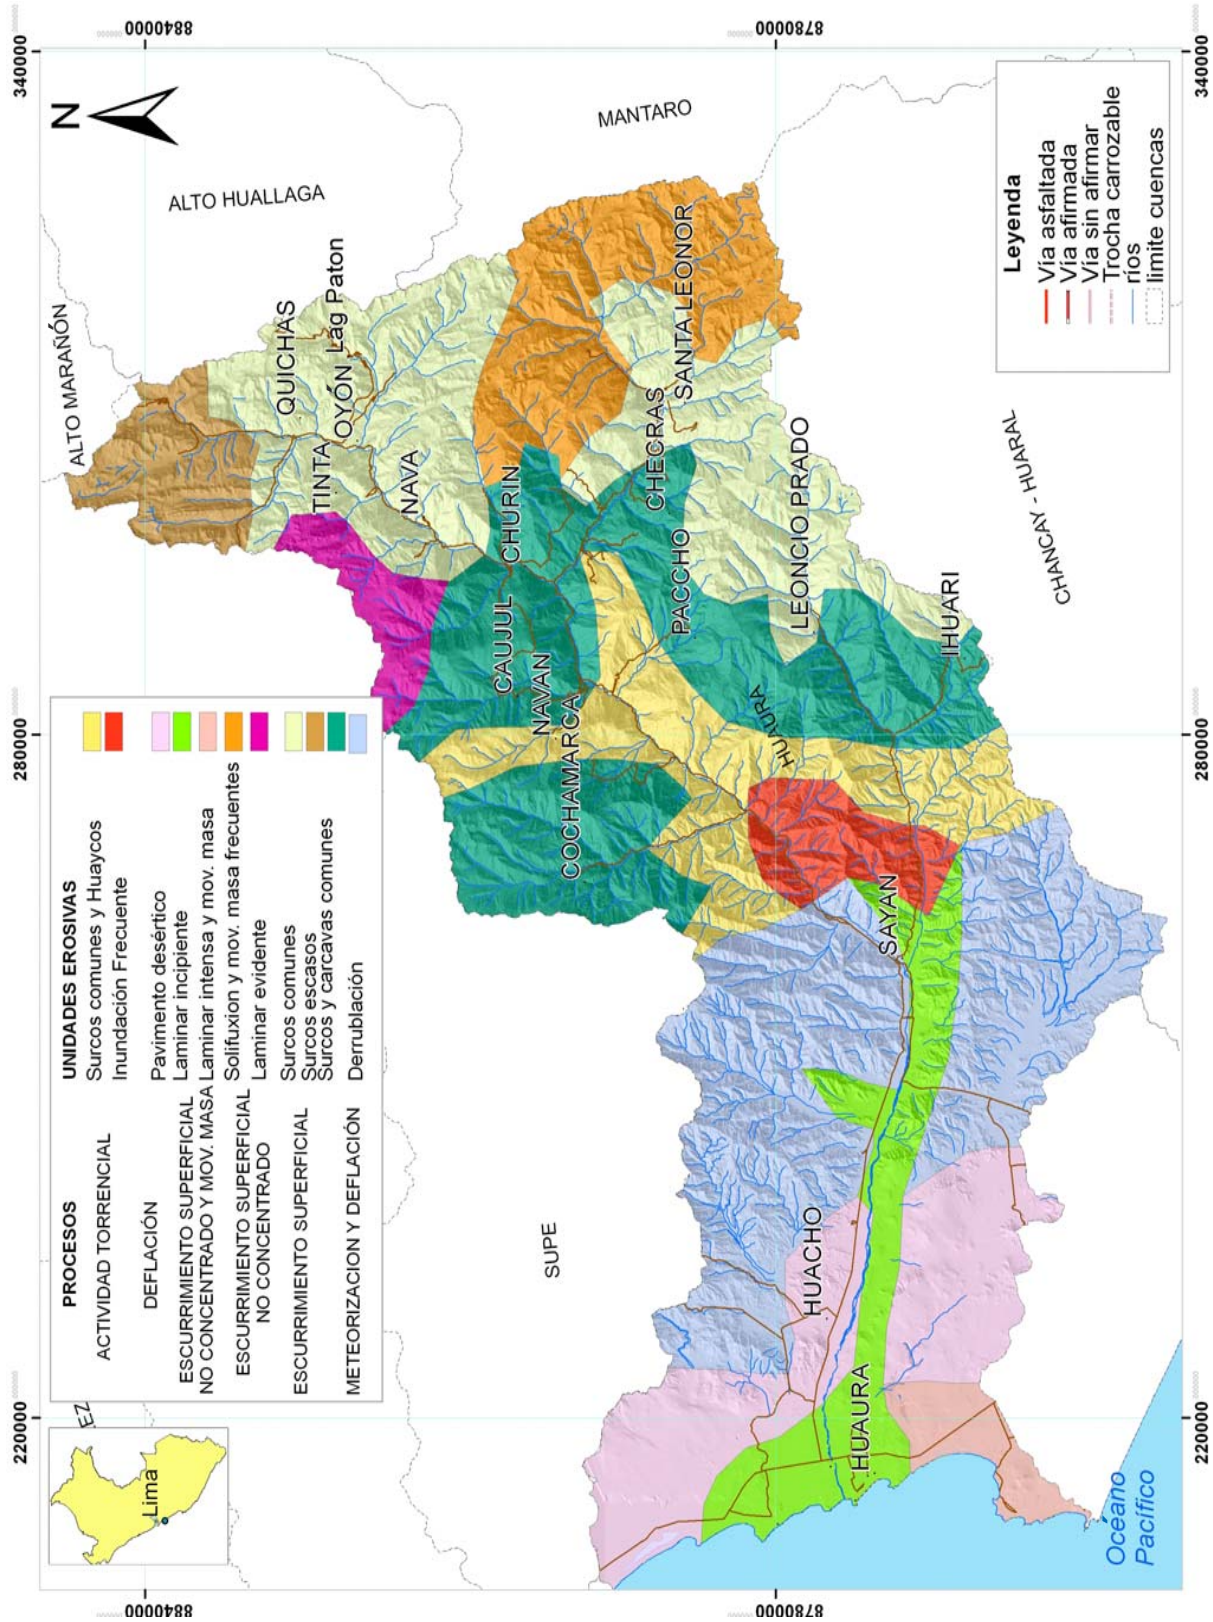 PROCESOS
UNIDADES EROSIVAS
ACTIVIDAD TORRENCIAL
Surcos comunes y Huaycos
Inundación Frecuente
DEFLACIÓN
Pavimento desértico
ESCURRIMIENTO SUPERFICIAL
NO CONCENTRADO Y MOV. MASA
Laminar incipiente
Laminar intensa y mov. masa
ESCURRIMIENTO SUPERFICIAL
NO CONCENTRADO
Solifluxion y mov. masa frecuentes
Laminar evidente
ESCURRIMIENTO SUPERFICIAL
Surcos comunes
Surcos escasos
Surcos y carcavas comunes
METEORIZACION Y DEFLACIÓN
Derrublación
Lima
EZ
N
340000
280000
220000
340000
280000
220000
8840000
8780000
8840000
8780000
ALTO MARAÑÓN
ALTO HUALLAGA
MANTARO
CHANCAY - HUARAL
SUPE
QUICHAS
Lag Paton
OYÓN
TINTA
NAVA
CHURIN
CAUJUL
NAVAN
COCHAMARCA
CHECRAS
SANTA LEONOR
PACCHO
LEONCIO PRADO
IHUARI
HUAURA
SAYAN
HUACHO
HUAURA
Océano
Pacífico
Leyenda
Vía asfaltada
Vía afirmada
Vía sin afirmar
Trocha carrozable
ríos
limite cuencas